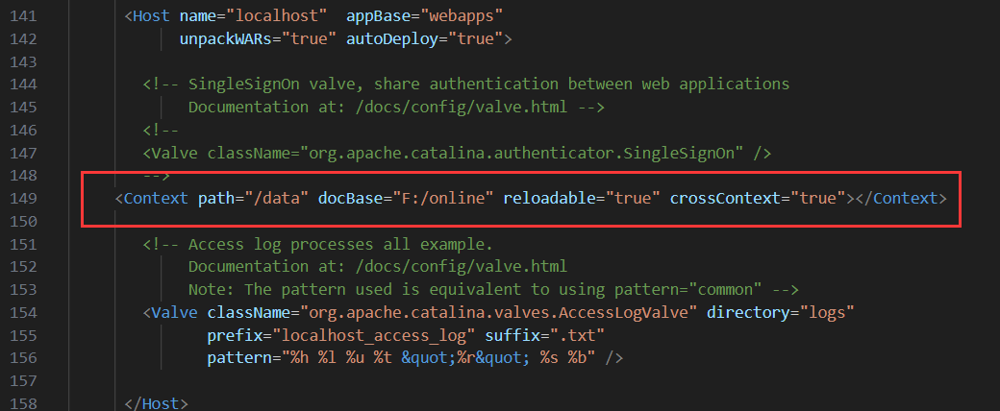 141 <Host name="localhost"  appBase="webapps"
142 unpackWARs="true" autoDeploy="true">
143
144 <!-- SingleSignOn valve, share authentication between web applications
145 Documentation at: /docs/config/valve.html -->
146 <!--
147 <Valve className="org.apache.catalina.authenticator.SingleSignOn" />
148 -->
149 <Context path="/data" docBase="F:/online" reloadable="true" crossContext="true"></Context>
150
151 <!-- Access log processes all example.
152 Documentation at: /docs/config/valve.html
153 Note: The pattern used is equivalent to using pattern="common" -->
154 <Valve className="org.apache.catalina.valves.AccessLogValve" directory="logs"
155 prefix="localhost_access_log" suffix=".txt"
156 pattern="%h %l %u %t &quot;%r&quot; %s %b" />
157
158 </Host>